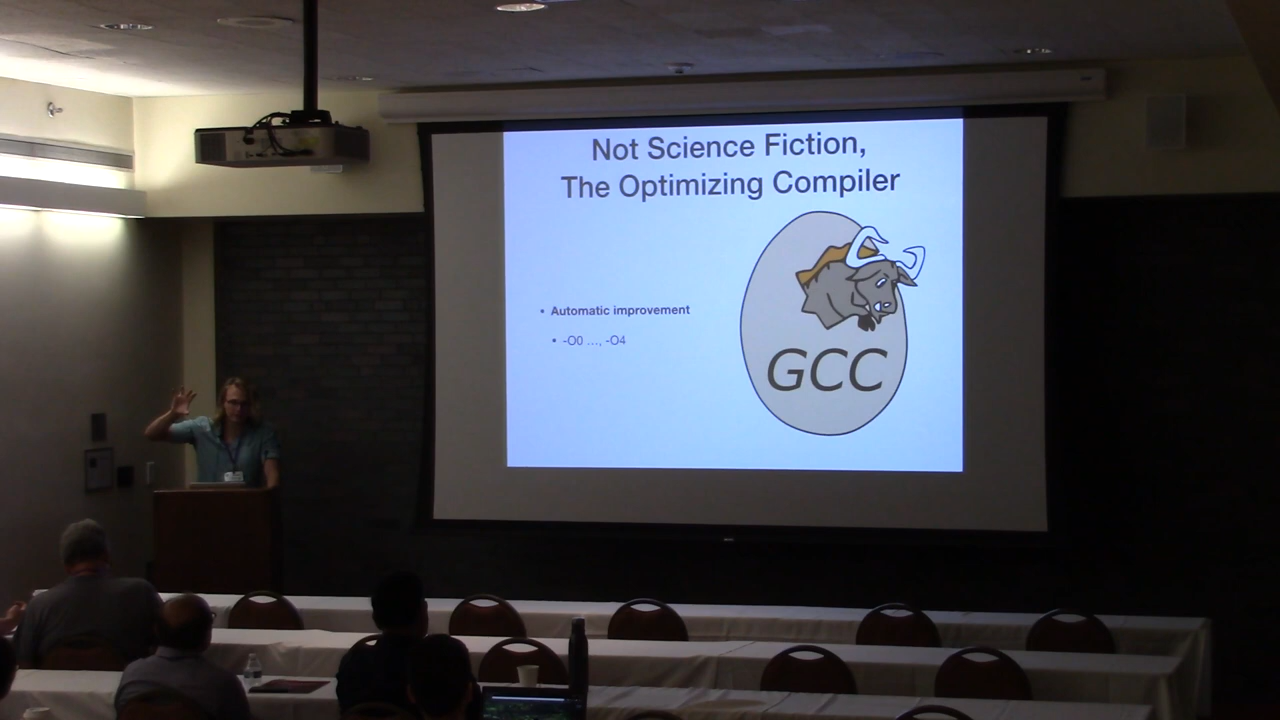 Not Science Fiction,
The Optimizing Compiler
• Automatic improvement
• -O0 ..., -O4
GCC